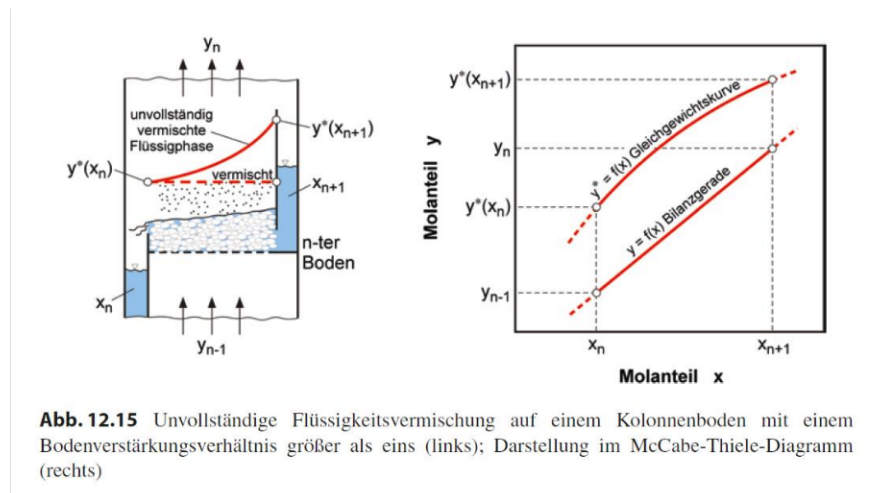 yₙ
unvollständig
vermischte
Flüssigphase
y*(xₙ₊₁)
y*(xₙ)
vermischt
xₙ₊₁
n-ter
Boden
xₙ
yₙ₋₁
y*(xₙ₊₁)
yₙ
y*(xₙ)
yₙ₋₁
Molanteil y
y* = f(x) Gleichgewichtskurve
y = f(x) Bilanzgerade
xₙ
xₙ₊₁
Molanteil x
Abb. 12.15 Unvollständige Flüssigkeitsvermischung auf einem Kolonnenboden mit einem
Bodenverstärkungsverhältnis größer als eins (links); Darstellung im McCabe-Thiele-Diagramm
(rechts)